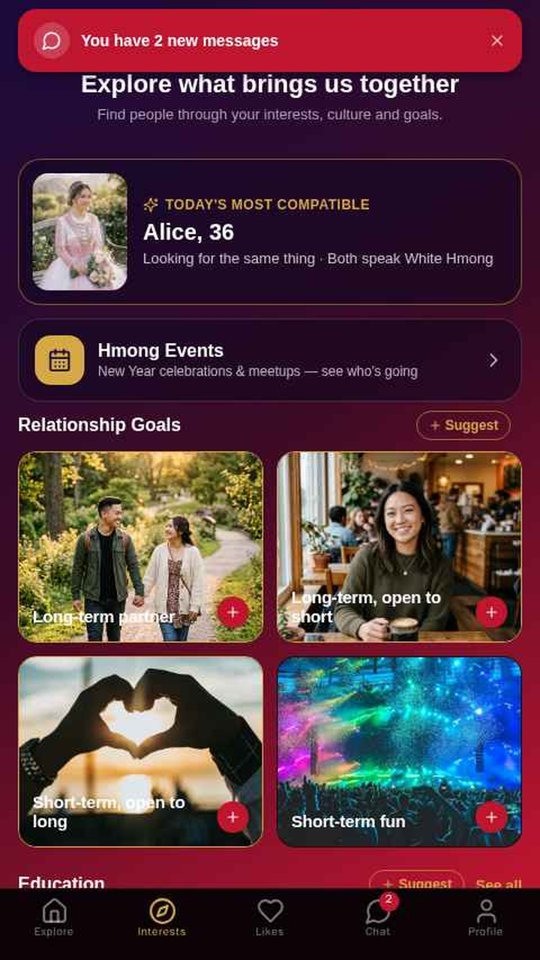 You have 2 new messages
Explore what brings us together
Find people through your interests, culture and goals.
TODAY'S MOST COMPATIBLE
Alice, 36
Looking for the same thing · Both speak White Hmong
Hmong Events
New Year celebrations & meetups — see who's going
Relationship Goals
+ Suggest
Long-term partner
Long-term, open to
short
Short-term, open to
long
Short-term fun
Education
+ Suggest
See all
2
Explore
Interests
Likes
Chat
Profile